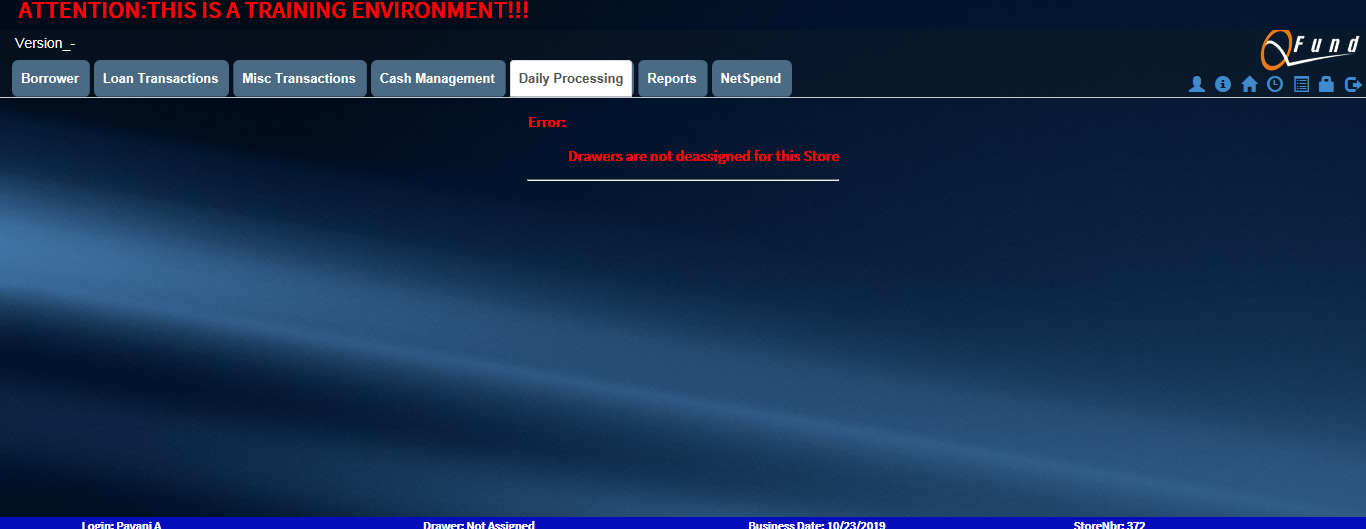 ATTENTION:THIS IS A TRAINING ENVIRONMENT!!!
Version_-
Fund
Borrower Loan Transactions Misc Transactions Cash Management Daily Processing Reports NetSpend
Error:
Drawers are not deassigned for this Store
Login: Pavani A Drawer: Not Assigned Business Date: 10/23/2019 StoreNbr: 372